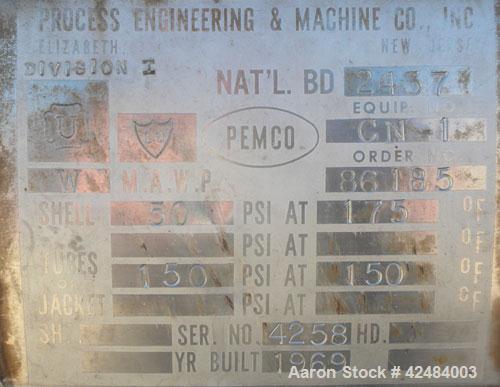 PROCESS ENGINEERING & MACHINE CO., INC
ELIZABETH NEW JERSEY
DIVISION I
NAT'L. BD 2437
EQUIP. NO.
U PEMCO CN-1
ORDER NO.
W M.A.W.P. 86185
SHELL 50 PSI AT 175 °F
PSI AT °F
TUBES 150 PSI AT 150 °F
JACKET PSI AT °F
SH. SER. NO. 4258 HD.
YR BUILT 1969
Aaron Stock # 42484003